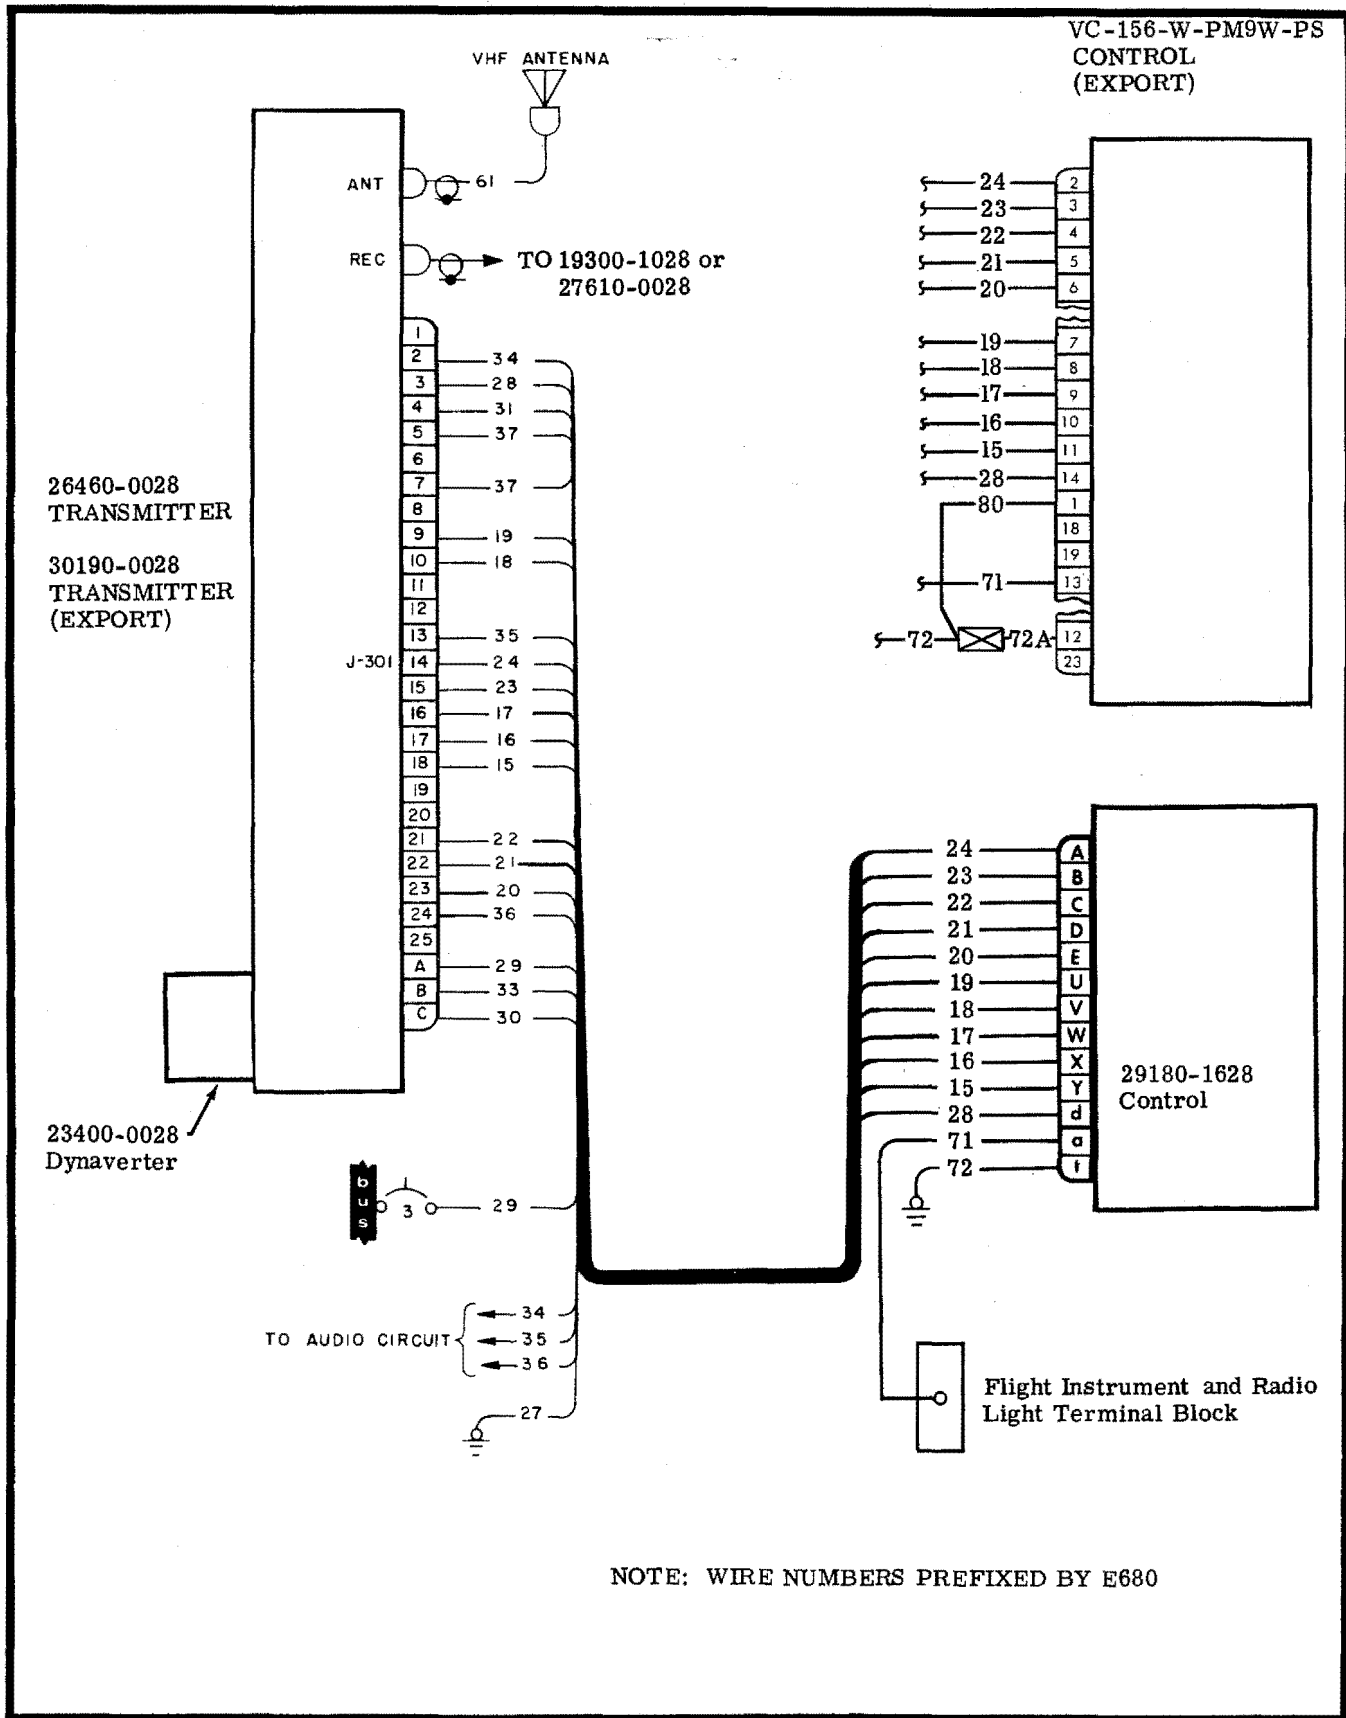 VC-156-W-PM9W-PS
CONTROL
(EXPORT)
VHF ANTENNA
ANT
61
REC
TO 19300-1028 or
27610-0028
1
2 34
3 28
4 31
5 37
6
7 37
8
9 19
10 18
11
12
13 35
J-301 14 24
15 23
16 17
17 16
18 15
19
20
21 22
22 21
23 20
24 36
25
A 29
B 33
C 30
26460-0028
TRANSMITTER
30190-0028
TRANSMITTER
(EXPORT)
23400-0028
Dynaverter
24 2
23 3
22 4
21 5
20 6
19 7
18 8
17 9
16 10
15 11
28 14
80 1
18
19
71 13
72 72A 12
23
24 A
23 B
22 C
21 D
20 E
19 U
18 V
17 W
16 X
15 Y
28 d
71 a
72 f
29180-1628
Control
bus
3
29
TO AUDIO CIRCUIT
34
35
36
27
Flight Instrument and Radio
Light Terminal Block
NOTE: WIRE NUMBERS PREFIXED BY E680